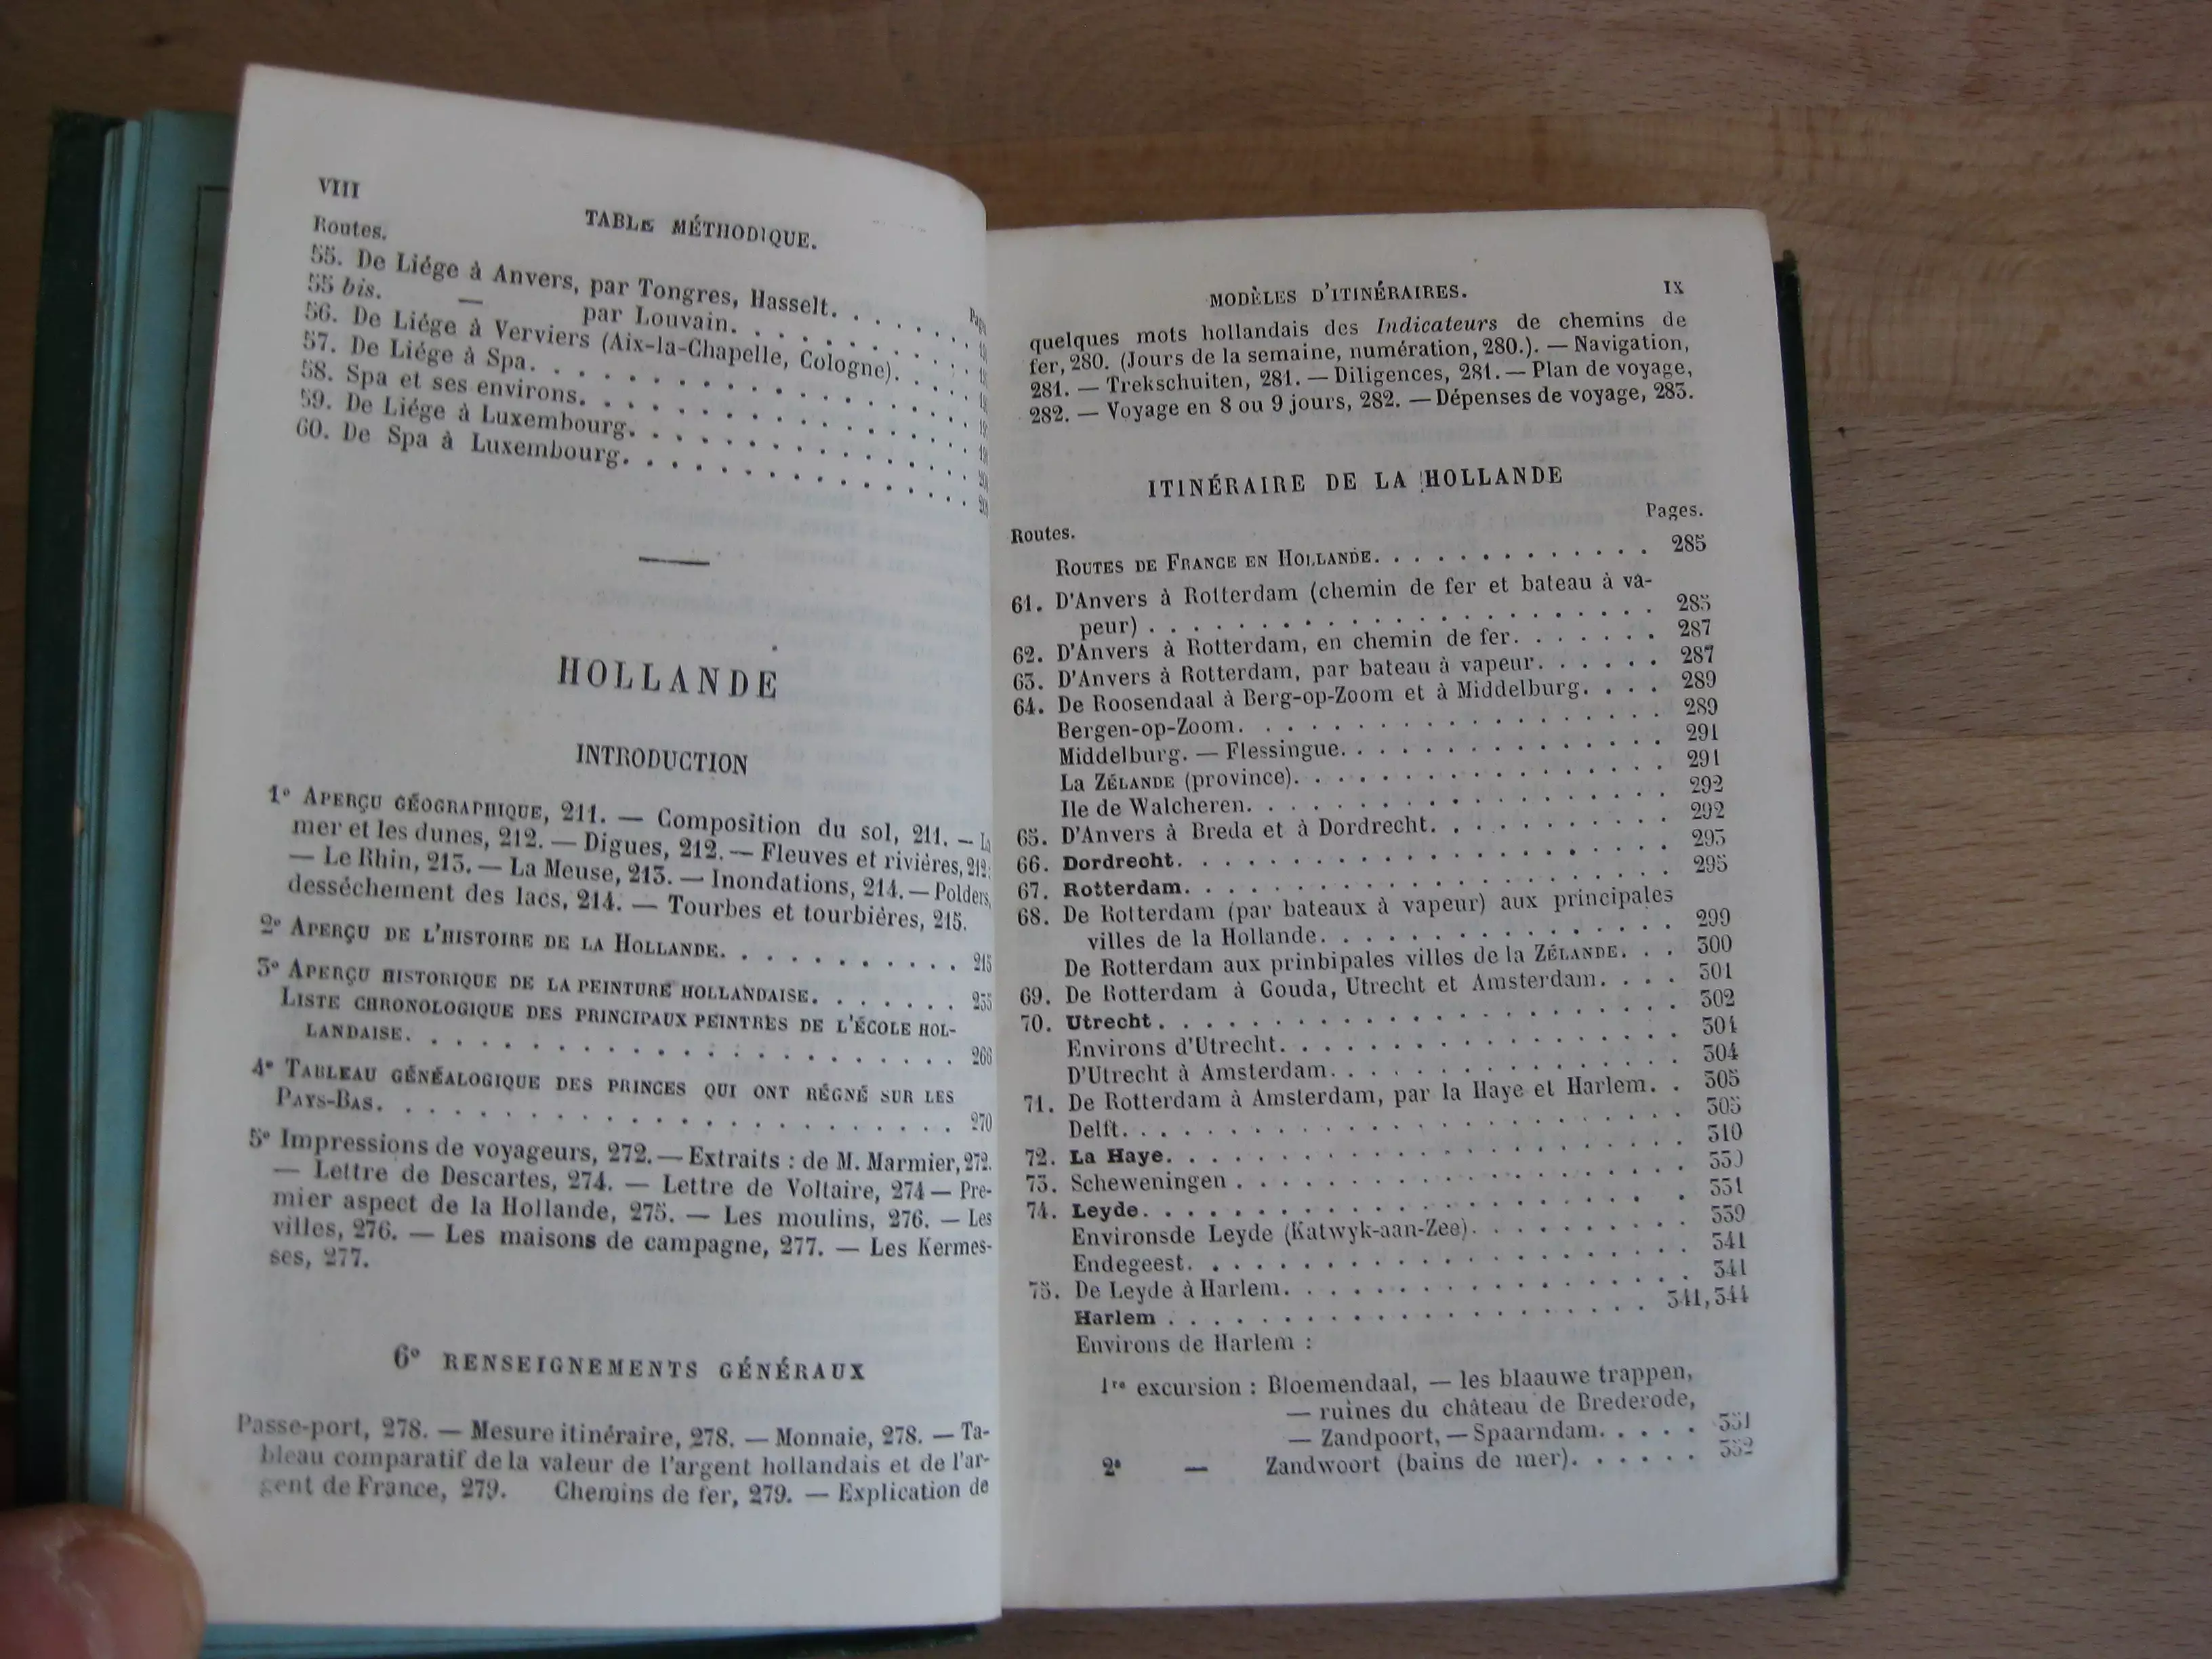 VIII
TABLE MÉTHODIQUE.
Routes.
55. De Liége à Anvers, par Tongres, Hasselt.
55 bis. — par Louvain.
56. De Liége à Verviers (Aix-la-Chapelle, Cologne).
57. De Liége à Spa.
58. Spa et ses environs.
59. De Liége à Luxembourg.
60. De Spa à Luxembourg.
HOLLANDE
INTRODUCTION
1° APERÇU GÉOGRAPHIQUE, 211. — Composition du sol, 211. — La
mer et les dunes, 212. — Digues, 212. — Fleuves et rivières, 212.
— Le Rhin, 213. — La Meuse, 213. — Inondations, 214. — Polders,
desséchement des lacs, 214. — Tourbes et tourbières, 215.
2° APERÇU DE L'HISTOIRE DE LA HOLLANDE. 215
3° APERÇU HISTORIQUE DE LA PEINTURE HOLLANDAISE.
LISTE CHRONOLOGIQUE DES PRINCIPAUX PEINTRES DE L'ÉCOLE HOL-
LANDAISE. 266
4° TABLEAU GÉNÉALOGIQUE DES PRINCES QUI ONT RÉGNÉ SUR LES
PAYS-BAS. 270
5° Impressions de voyageurs, 272. — Extraits : de M. Marmier, 272.
— Lettre de Descartes, 274. — Lettre de Voltaire, 274 — Pre-
mier aspect de la Hollande, 275. — Les moulins, 276. — Les
villes, 276. — Les maisons de campagne, 277. — Les Kermes-
ses, 277.
6° RENSEIGNEMENTS GÉNÉRAUX
Passe-port, 278. — Mesure itinéraire, 278. — Monnaie, 278. — Ta-
bleau comparatif de la valeur de l'argent hollandais et de l'ar-
gent de France, 279. Chemins de fer, 279. — Explication de
MODÈLES D'ITINÉRAIRES. IX
quelques mots hollandais des Indicateurs de chemins de
fer, 280. (Jours de la semaine, numération, 280.). — Navigation,
281. — Trekschuiten, 281. — Diligences, 281. — Plan de voyage,
282. — Voyage en 8 ou 9 jours, 282. — Dépenses de voyage, 283.
ITINÉRAIRE DE LA HOLLANDE
Routes. Pages.
ROUTES DE FRANCE EN HOLLANDE. 285
61. D'Anvers à Rotterdam (chemin de fer et bateau à va-
peur) 285
62. D'Anvers à Rotterdam, en chemin de fer. 287
63. D'Anvers à Rotterdam, par bateau à vapeur. 287
64. De Roosendaal à Berg-op-Zoom et à Middelburg. 289
Bergen-op-Zoom. 289
Middelburg. — Flessingue. 291
La ZÉLANDE (province). 291
Ile de Walcheren. 292
65. D'Anvers à Breda et à Dordrecht. 292
66. Dordrecht. 293
67. Rotterdam. 295
68. De Rotterdam (par bateaux à vapeur) aux principales
villes de la Hollande. 299
De Rotterdam aux prinbipales villes de la ZÉLANDE. 300
69. De Rotterdam à Gouda, Utrecht et Amsterdam. 301
70. Utrecht. 302
Environs d'Utrecht. 304
D'Utrecht à Amsterdam. 304
71. De Rotterdam à Amsterdam, par la Haye et Harlem. 305
Delft. 305
72. La Haye. 310
73. Scheweningen. 330
74. Leyde. 331
Environsde Leyde (Katwyk-aan-Zee). 339
Endegeest. 341
75. De Leyde à Harlem. 341
Harlem 341, 344
Environs de Harlem :
1re excursion : Bloemendaal, — les blaauwe trappen,
— ruines du château de Brederode,
— Zandpoort, — Spaarndam. 351
2e — Zandwoort (bains de mer). 352